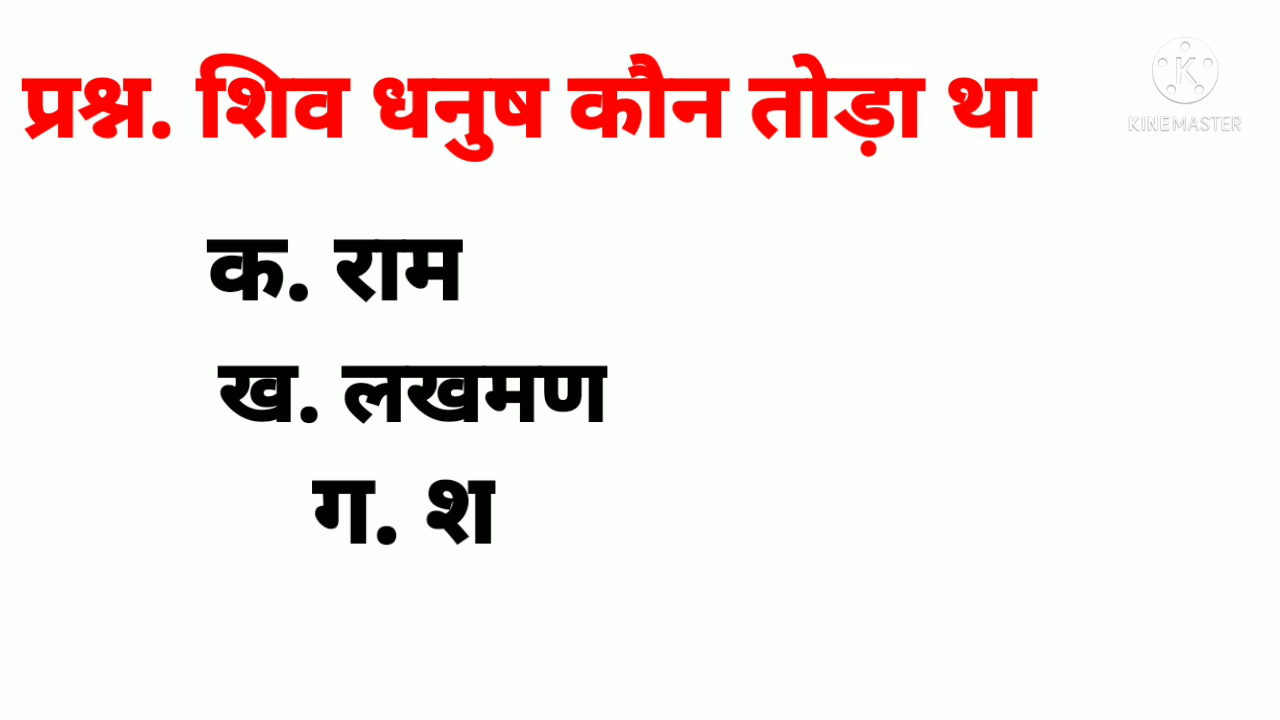 प्रश्न. शिव धनुष कौन तोड़ा था
K
KINEMASTER
क. राम
ख. लखमण
ग. श